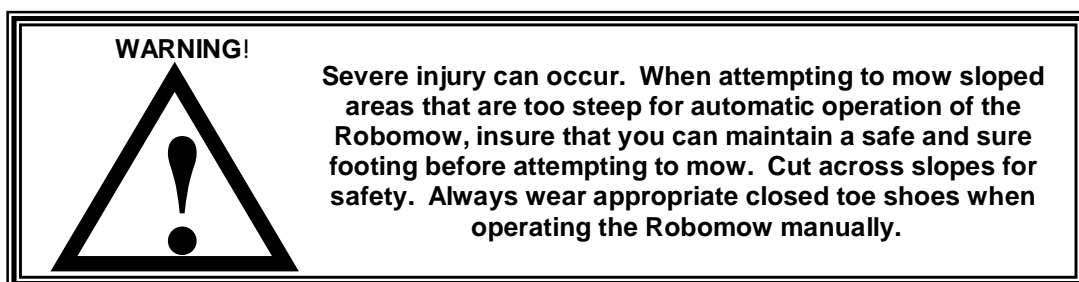 WARNING!
Severe injury can occur. When attempting to mow sloped
areas that are too steep for automatic operation of the
Robomow, insure that you can maintain a safe and sure
footing before attempting to mow. Cut across slopes for
safety. Always wear appropriate closed toe shoes when
operating the Robomow manually.